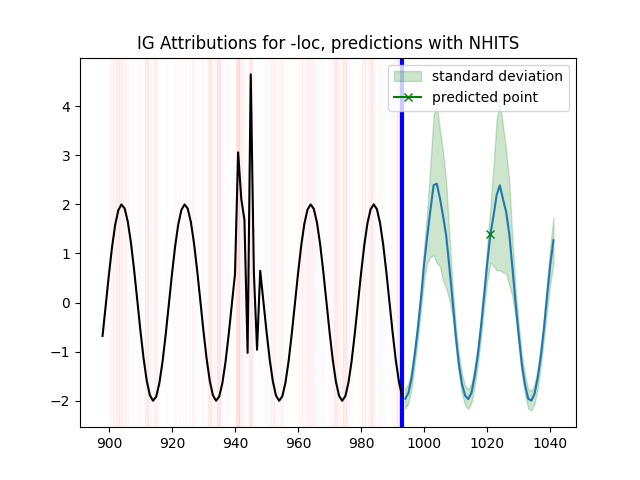 IG Attributions for -loc, predictions with NHITS
standard deviation
predicted point
4
3
2
1
0
−1
−2
900 920 940 960 980 1000 1020 1040